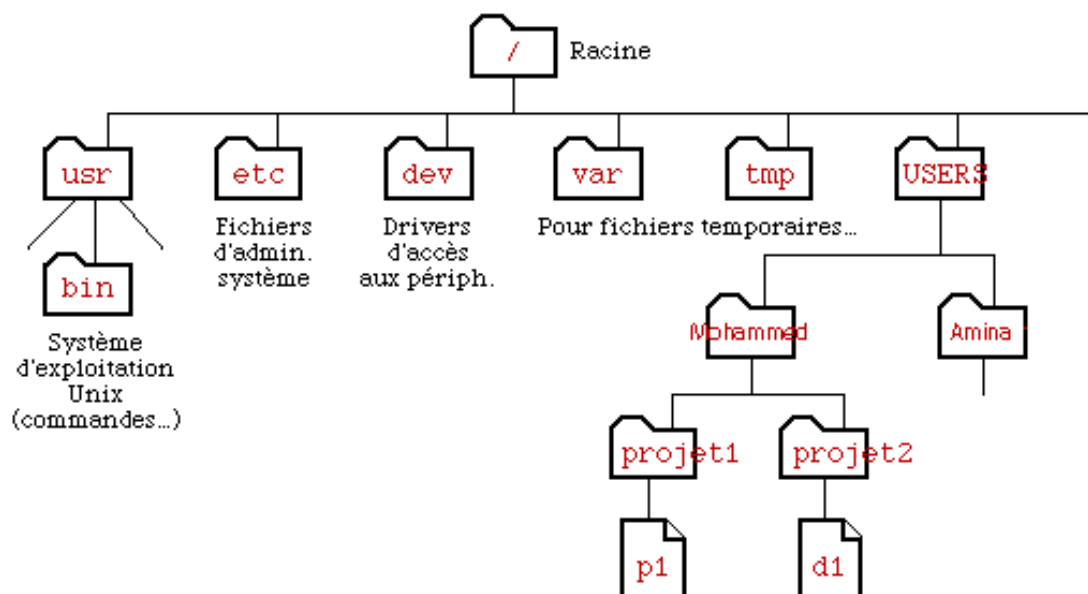 / Racine
usr etc dev var tmp USERS
Fichiers
d'admin.
système
Drivers
d'accès
aux périph.
Pour fichiers temporaires...
bin
Système
d'exploitation
Unix
(commandes...)
Mohammed Amina
projet1 projet2
p1 d1